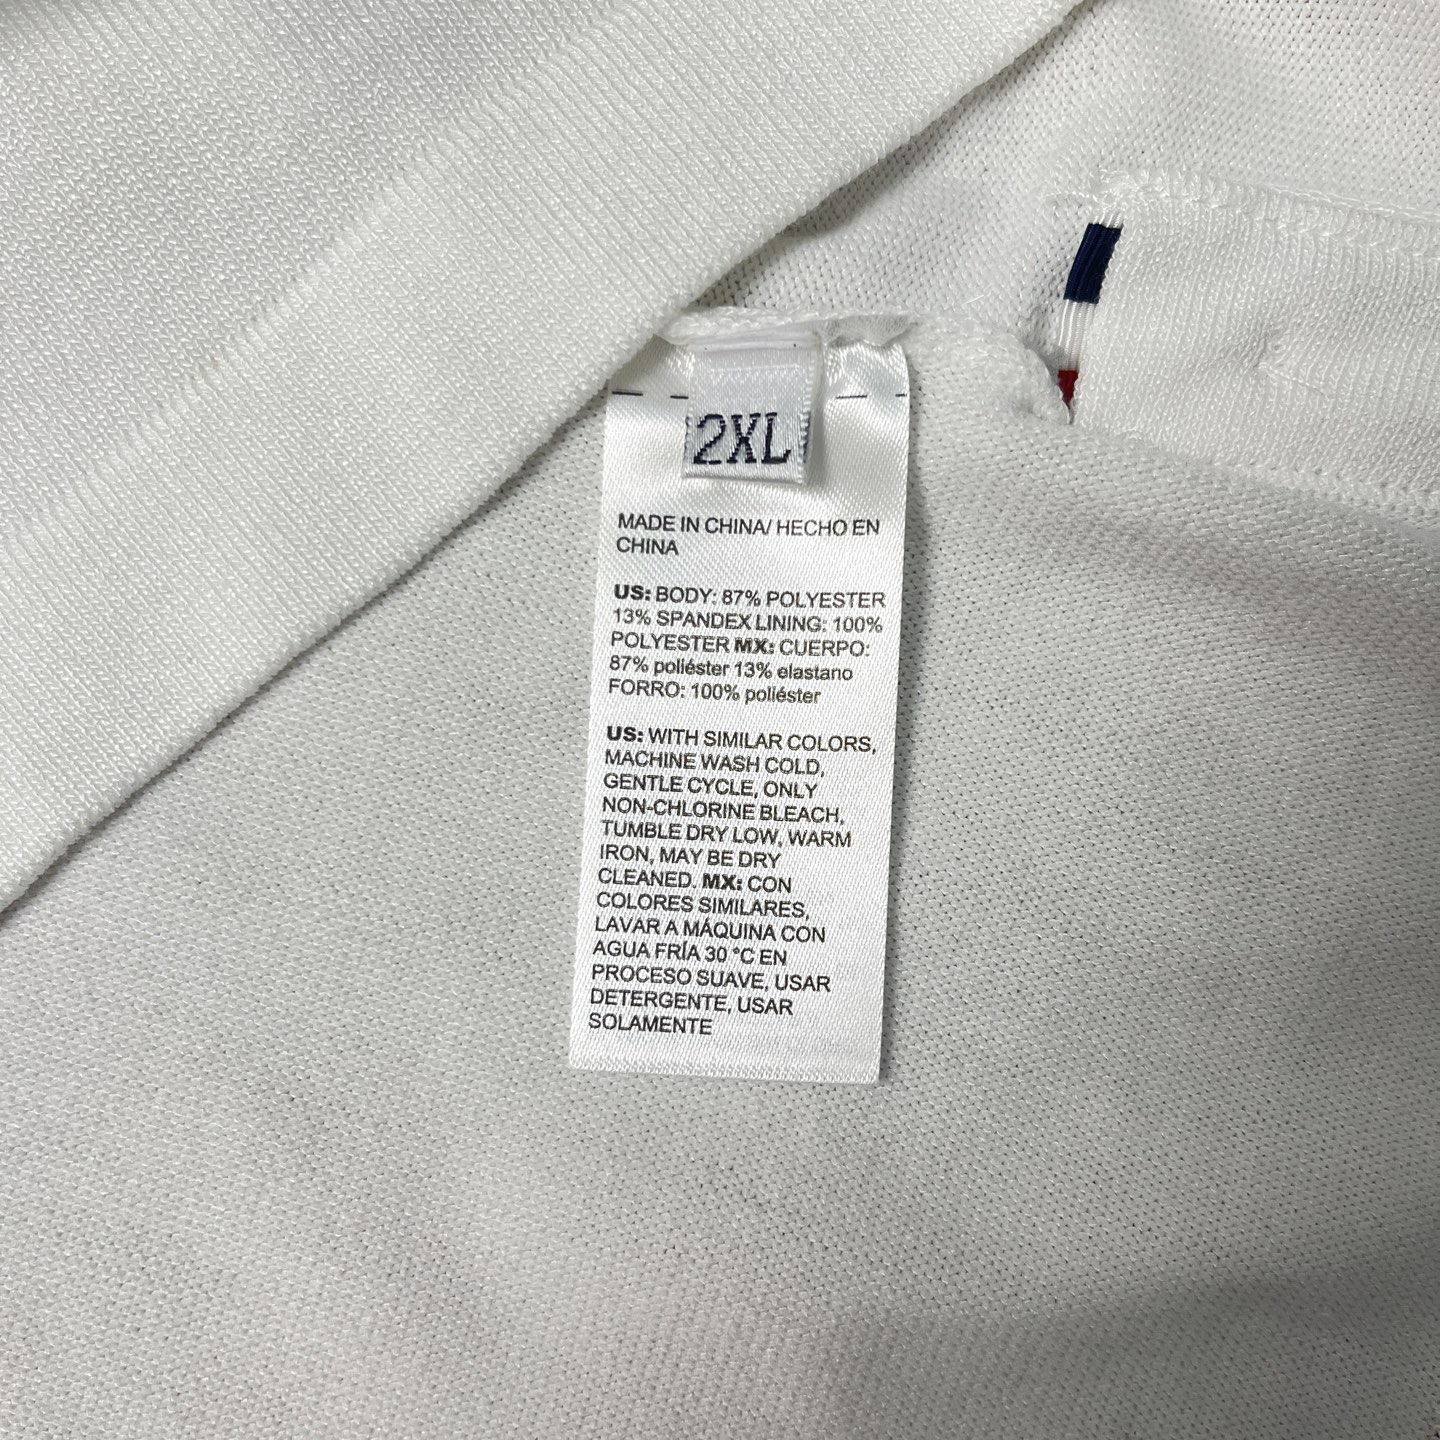 2XL
MADE IN CHINA/ HECHO EN
CHINA
US: BODY: 87% POLYESTER
13% SPANDEX LINING: 100%
POLYESTER MX: CUERPO:
87% poliéster 13% elastano
FORRO: 100% poliéster
US: WITH SIMILAR COLORS,
MACHINE WASH COLD,
GENTLE CYCLE, ONLY
NON-CHLORINE BLEACH,
TUMBLE DRY LOW, WARM
IRON, MAY BE DRY
CLEANED. MX: CON
COLORES SIMILARES,
LAVAR A MÁQUINA CON
AGUA FRÍA 30 °C EN
PROCESO SUAVE, USAR
DETERGENTE, USAR
SOLAMENTE